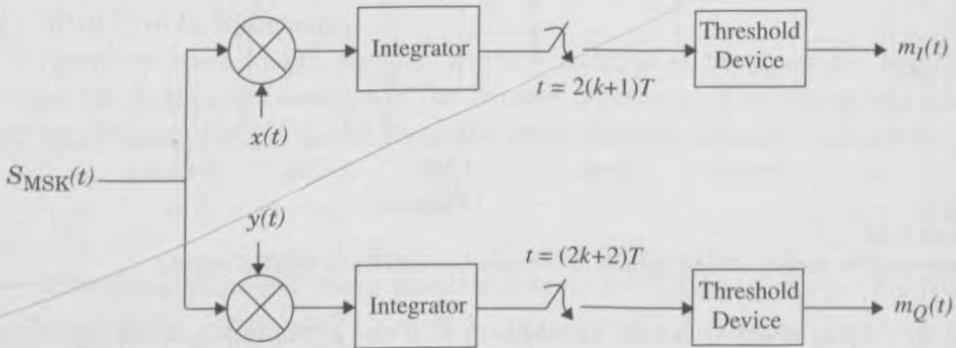 Integrator
Threshold
Device
m_I(t)
t = 2(k+1)T
x(t)
S_MSK(t)
y(t)
t = (2k+2)T
Integrator
Threshold
Device
m_Q(t)